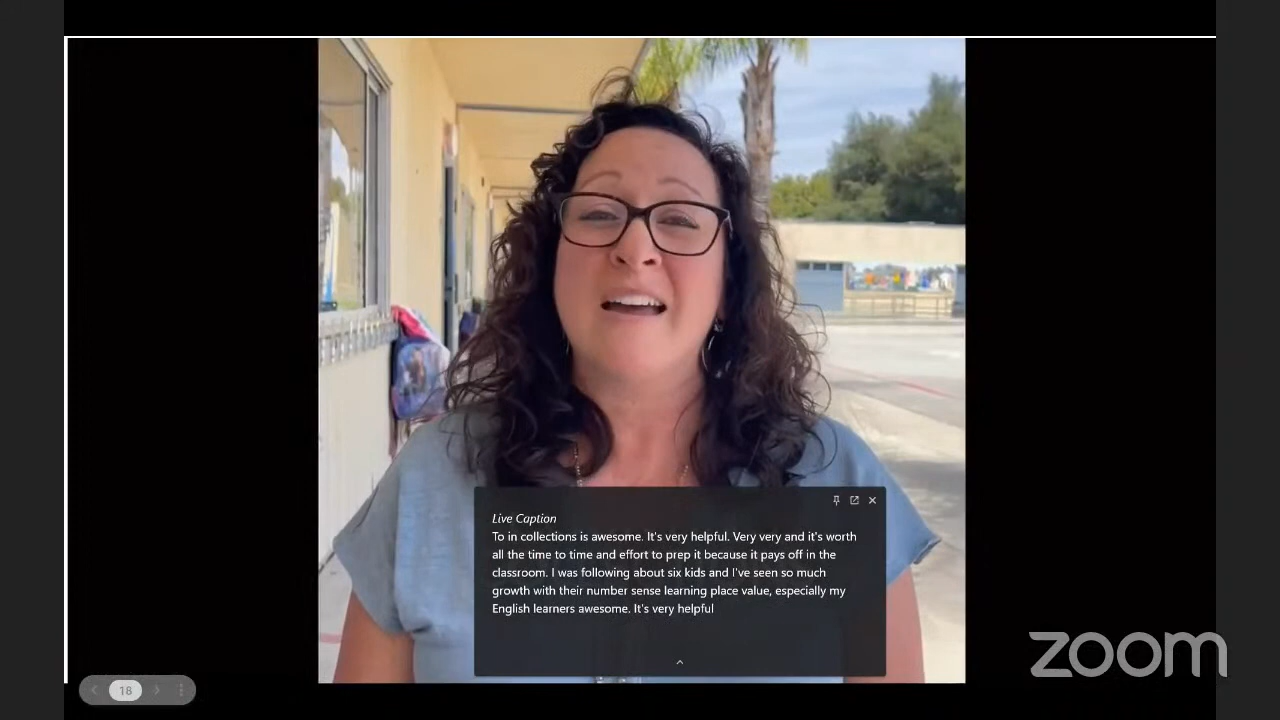 Live Caption
To in collections is awesome. It's very helpful. Very very and it's worth
all the time to time and effort to prep it because it pays off in the
classroom. I was following about six kids and I've seen so much
growth with their number sense learning place value, especially my
English learners awesome. It's very helpful
18
zoom